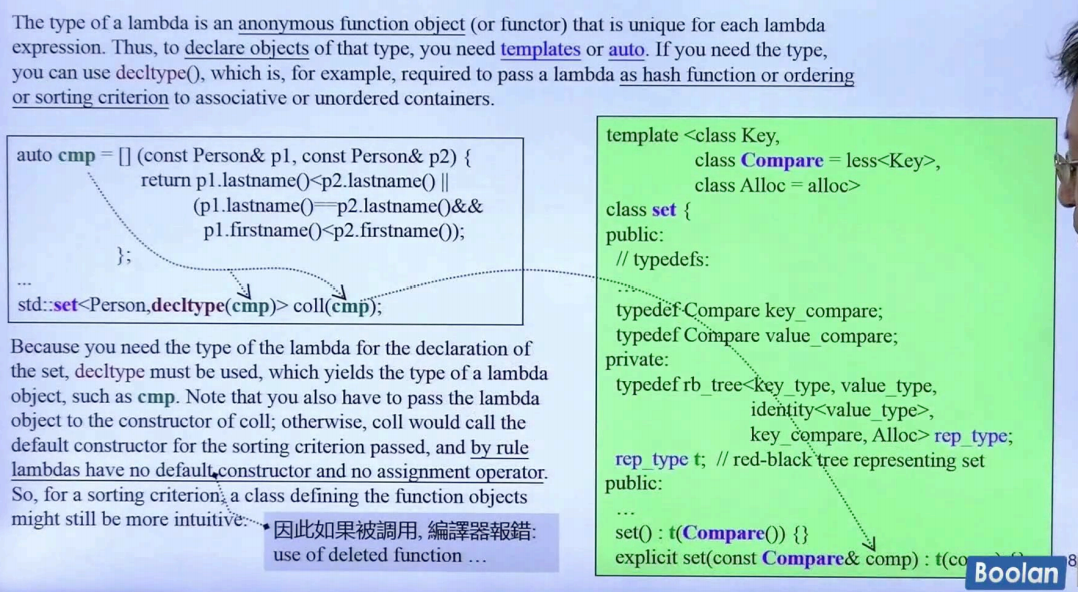 The type of a lambda is an anonymous function object (or functor) that is unique for each lambda
expression. Thus, to declare objects of that type, you need templates or auto. If you need the type,
you can use decltype(), which is, for example, required to pass a lambda as hash function or ordering
or sorting criterion to associative or unordered containers.
auto cmp = [] (const Person& p1, const Person& p2) {
return p1.lastname()<p2.lastname() ||
(p1.lastname()==p2.lastname()&&
p1.firstname()<p2.firstname());
};
...
std::set<Person,decltype(cmp)> coll(cmp);
Because you need the type of the lambda for the declaration of
the set, decltype must be used, which yields the type of a lambda
object, such as cmp. Note that you also have to pass the lambda
object to the constructor of coll; otherwise, coll would call the
default constructor for the sorting criterion passed, and by rule
lambdas have no default constructor and no assignment operator.
So, for a sorting criterion, a class defining the function objects
might still be more intuitive.
因此如果被調用, 編譯器報錯:
use of deleted function …
template <class Key,
class Compare = less<Key>,
class Alloc = alloc>
class set {
public:
// typedefs:
...
typedef Compare key_compare;
typedef Compare value_compare;
private:
typedef rb_tree<key_type, value_type,
identity<value_type>,
key_compare, Alloc> rep_type;
rep_type t; // red-black tree representing set
public:
…
set() : t(Compare()) {}
explicit set(const Compare& comp) : t(co
Boolan
8